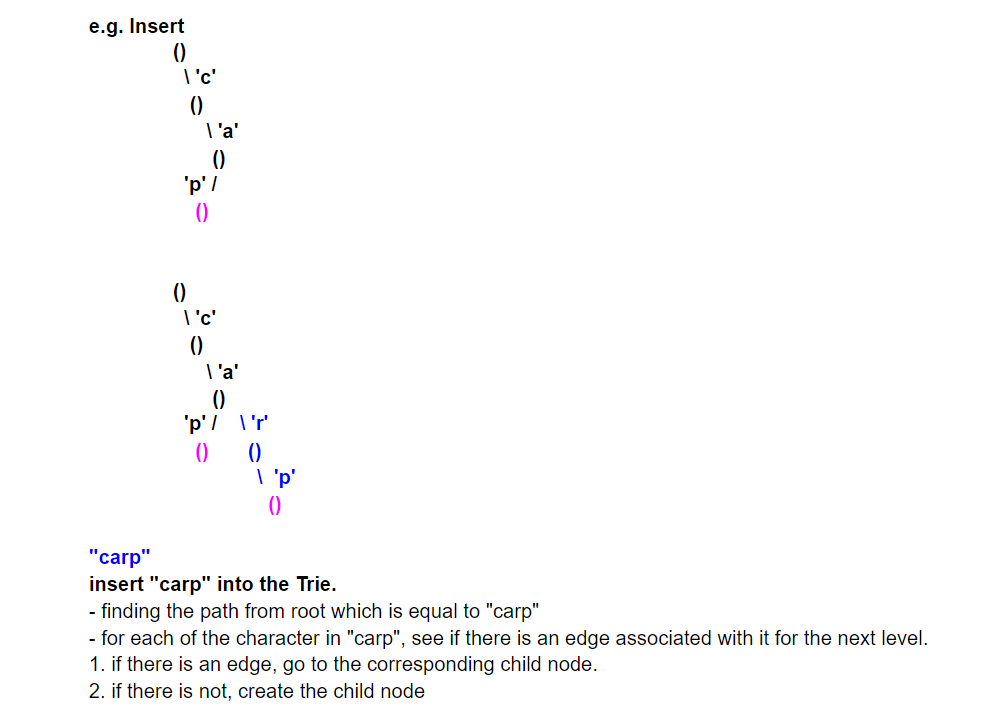 e.g. Insert
()
\ 'c'
()
\ 'a'
()
'p' /
()
()
\ 'c'
()
\ 'a'
()
'p' / \ 'r'
() ()
\ 'p'
()
"carp"
insert "carp" into the Trie.
- finding the path from root which is equal to "carp"
- for each of the character in "carp", see if there is an edge associated with it for the next level.
1. if there is an edge, go to the corresponding child node.
2. if there is not, create the child node